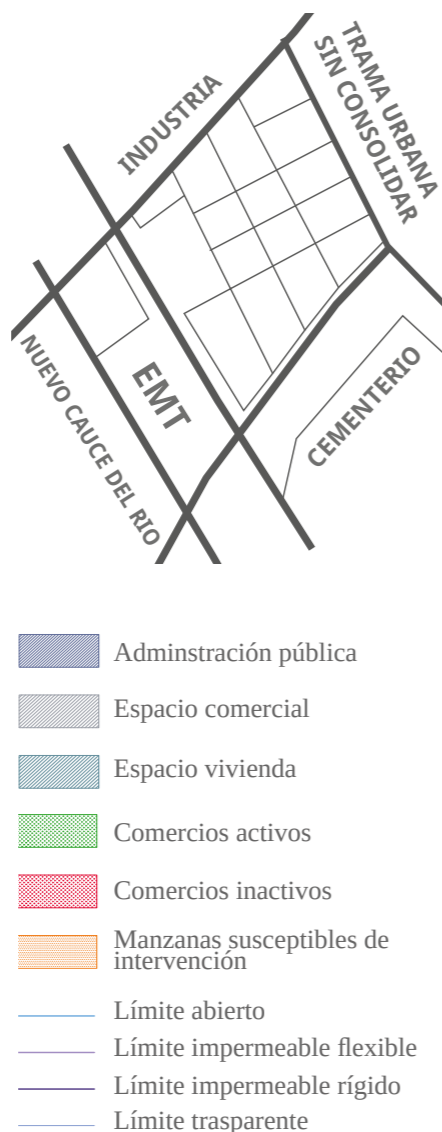 INDUSTRIA
TRAMA URBANA
SIN CONSOLIDAR
NUEVO CAUCE DEL RIO
EMT
CEMENTERIO
Adminstración pública
Espacio comercial
Espacio vivienda
Comercios activos
Comercios inactivos
Manzanas susceptibles de
intervención
Límite abierto
Límite impermeable flexible
Límite impermeable rígido
Límite trasparente